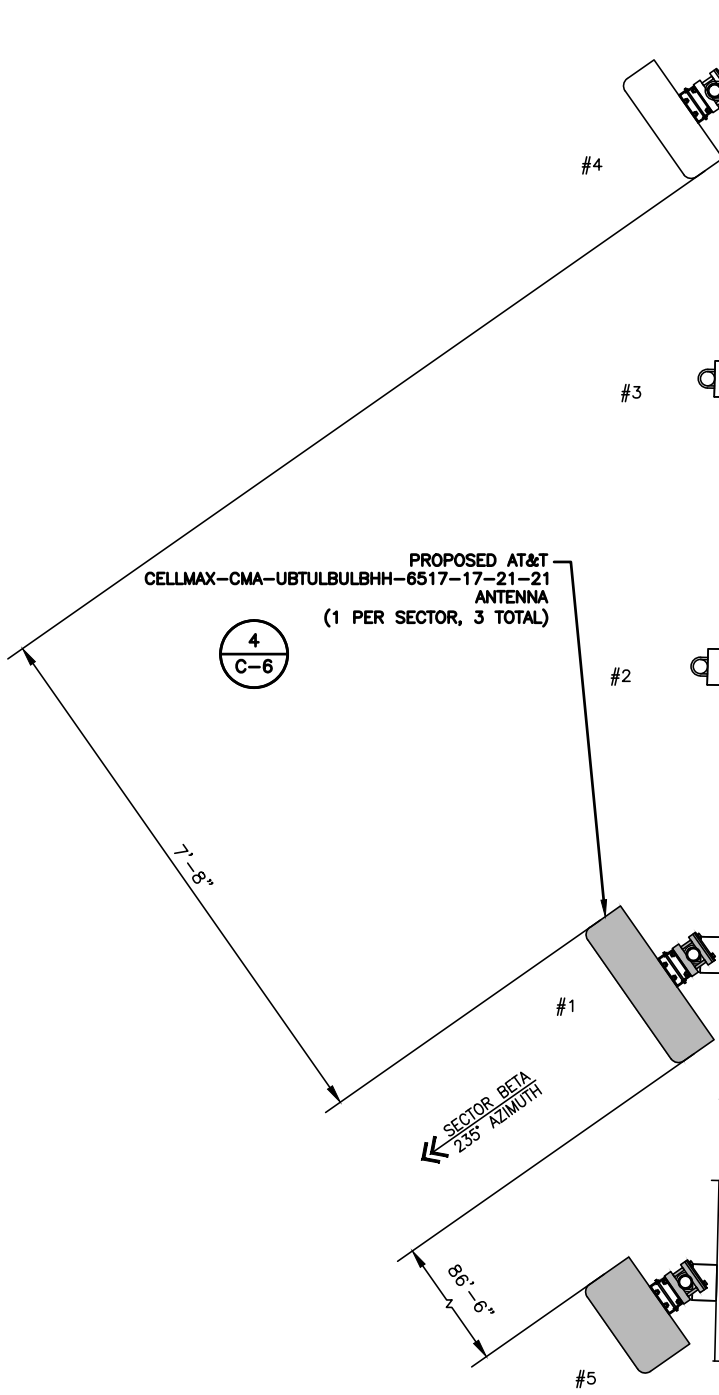 #4
#3
PROPOSED AT&T
CELLMAX-CMA-UBTULBULBHH-6517-17-21-21
ANTENNA
(1 PER SECTOR, 3 TOTAL)
4
C-6
#2
7'-8"
#1
SECTOR BETA
235° AZIMUTH
86'-6"
#5